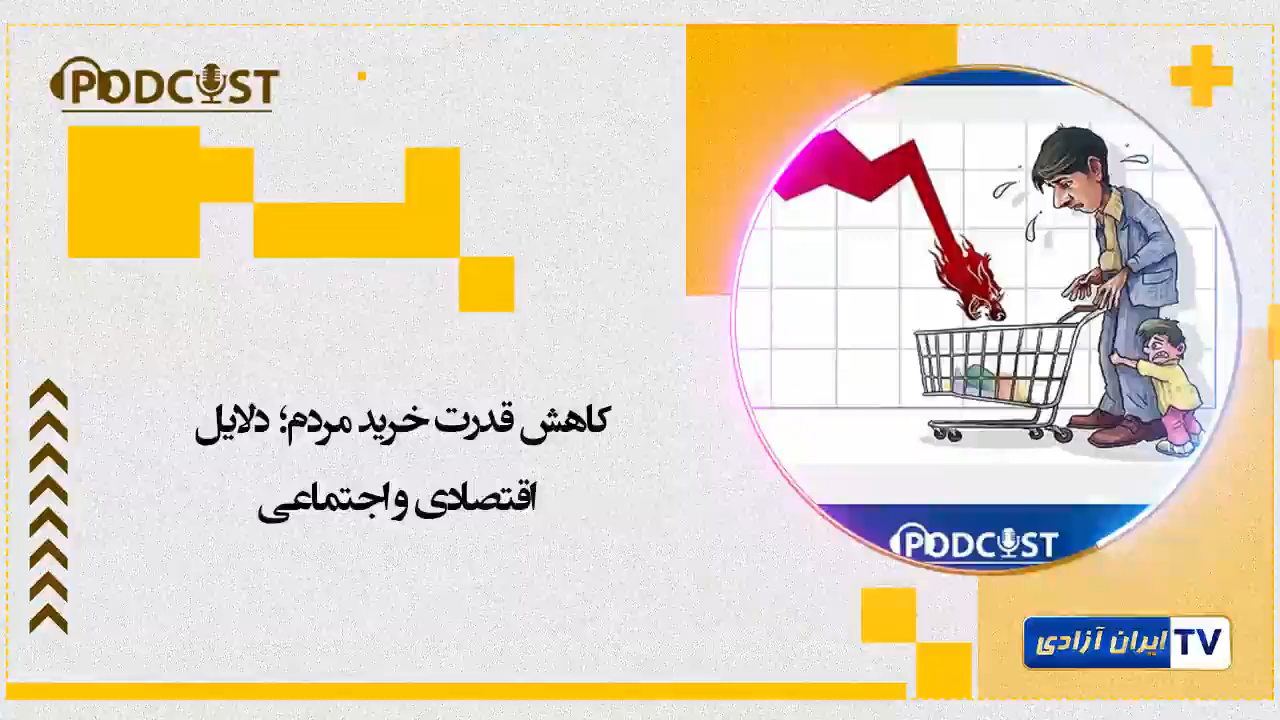 PODCAST
کاهش قدرت خرید مردم؛ دلایل
اقتصادی و اجتماعی
PODCAST
ایران آزادی TV